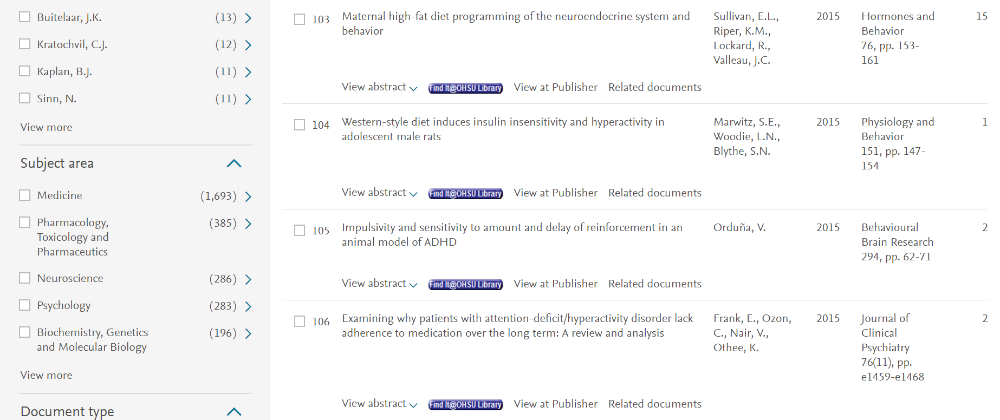 Buitelaar, J.K. (13)
Kratochvil, C.J. (12)
Kaplan, B.J. (11)
Sinn, N. (11)
View more
Subject area
Medicine (1,693)
Pharmacology, (385)
Toxicology and
Pharmaceutics
Neuroscience (286)
Psychology (283)
Biochemistry, Genetics (196)
and Molecular Biology
View more
Document type
103 Maternal high-fat diet programming of the neuroendocrine system and Sullivan, E.L., 2015 Hormones and 15
behavior Riper, K.M., Behavior
Lockard, R., 76, pp. 153-
Valleau, J.C. 161
View abstract Find It@OHSU Library View at Publisher Related documents
104 Western-style diet induces insulin insensitivity and hyperactivity in Marwitz, S.E., 2015 Physiology and 1
adolescent male rats Woodie, L.N., Behavior
Blythe, S.N. 151, pp. 147-
154
View abstract Find It@OHSU Library View at Publisher Related documents
105 Impulsivity and sensitivity to amount and delay of reinforcement in an Orduña, V. 2015 Behavioural 2
animal model of ADHD Brain Research
294, pp. 62-71
View abstract Find It@OHSU Library View at Publisher Related documents
106 Examining why patients with attention-deficit/hyperactivity disorder lack Frank, E., Ozon, 2015 Journal of 2
adherence to medication over the long term: A review and analysis C., Nair, V., Clinical
Othee, K. Psychiatry
76(11), pp.
e1459-e1468
View abstract Find It@OHSU Library View at Publisher Related documents